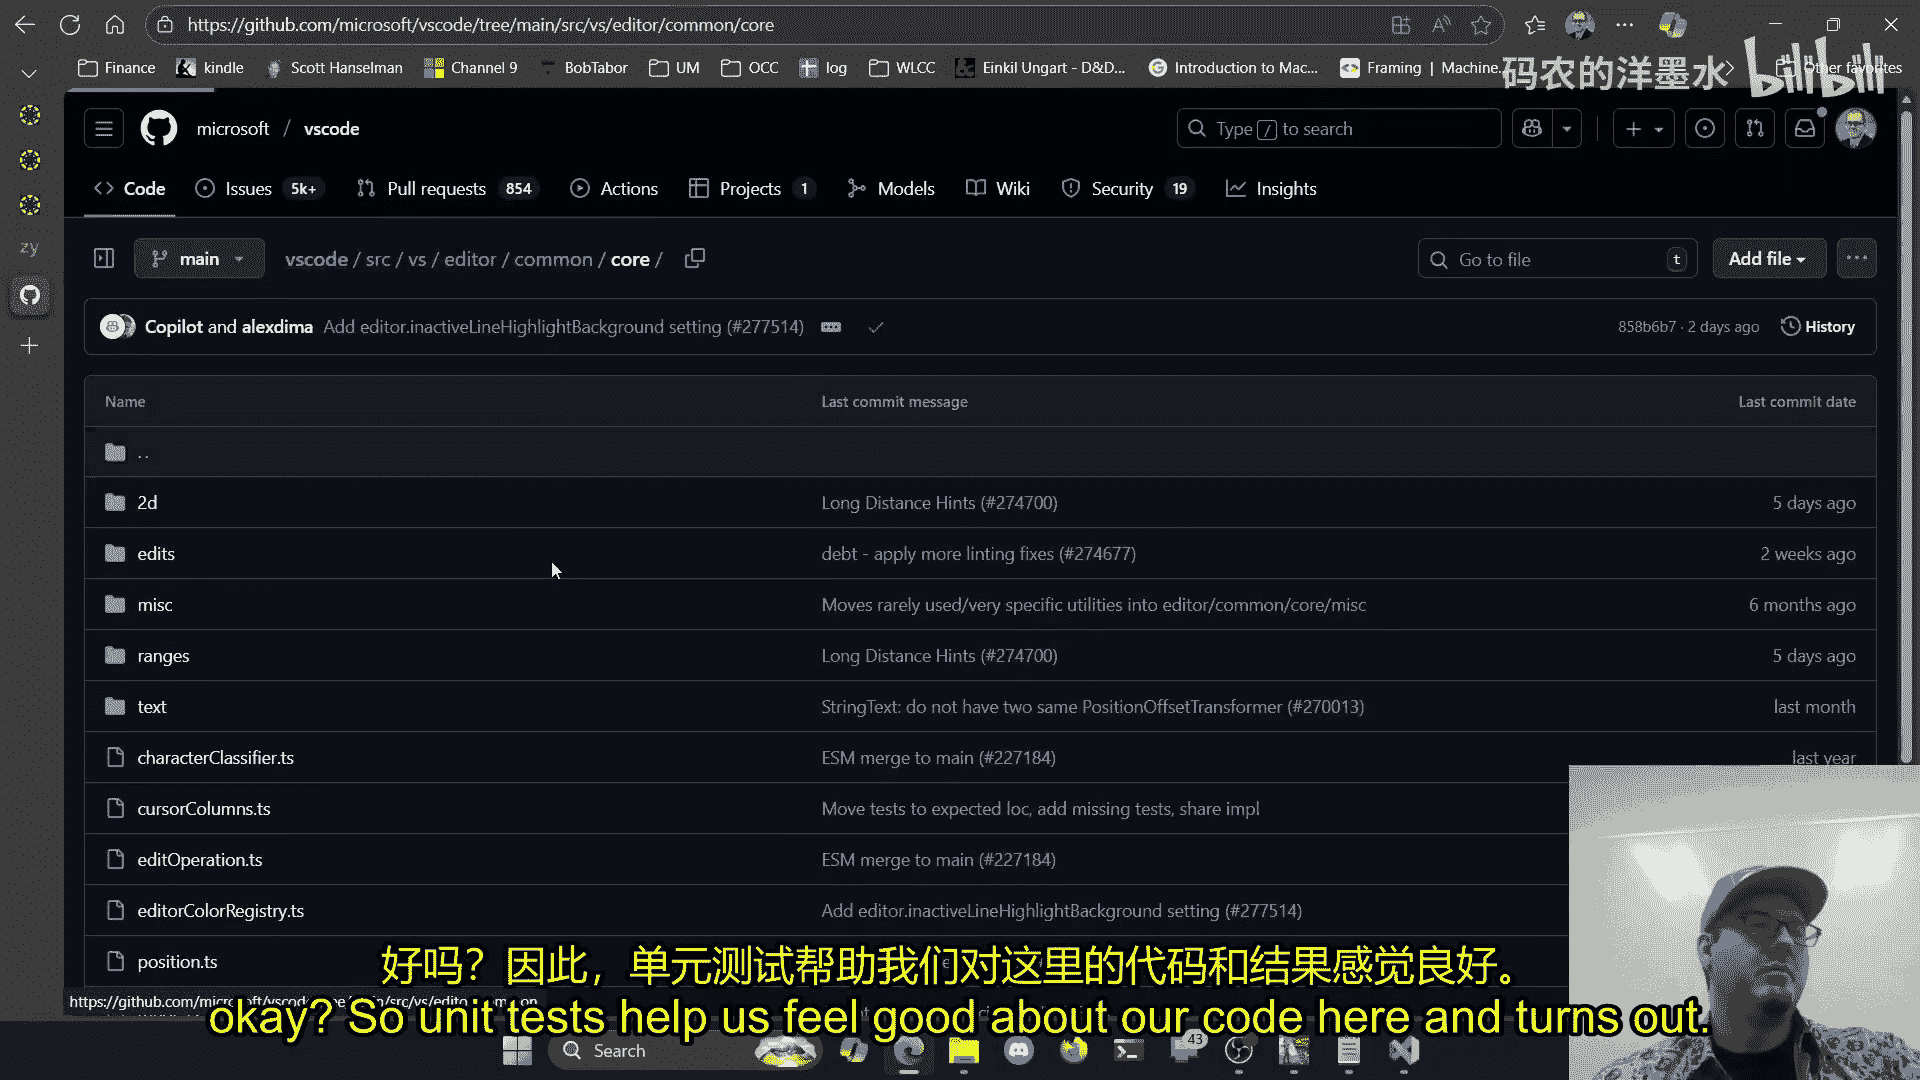 https://github.com/microsoft/vscode/tree/main/src/vs/editor/common/core
Finance kindle Scott Hanselman Channel 9 BobTabor UM OCC log WLCC Einkil Ungart - D&D... Introduction to Mac... Framing | Machine... Other favorites
码农的洋墨水 bilibili
microsoft / vscode
Type / to search
Code Issues 5k+ Pull requests 854 Actions Projects 1 Models Wiki Security 19 Insights
zy
main vscode / src / vs / editor / common / core / Go to file t Add file
Copilot and alexdima Add editor.inactiveLineHighlightBackground setting (#277514) 858b6b7 · 2 days ago History
Name Last commit message Last commit date
..
2d Long Distance Hints (#274700) 5 days ago
edits debt - apply more linting fixes (#274677) 2 weeks ago
misc Moves rarely used/very specific utilities into editor/common/core/misc 6 months ago
ranges Long Distance Hints (#274700) 5 days ago
text StringText: do not have two same PositionOffsetTransformer (#270013) last month
characterClassifier.ts ESM merge to main (#227184) last year
cursorColumns.ts Move tests to expected loc, add missing tests, share impl
editOperation.ts ESM merge to main (#227184)
editorColorRegistry.ts Add editor.inactiveLineHighlightBackground setting (#277514)
position.ts
好吗？因此，单元测试帮助我们对这里的代码和结果感觉良好。
okay? So unit tests help us feel good about our code here and turns out.
Search 43